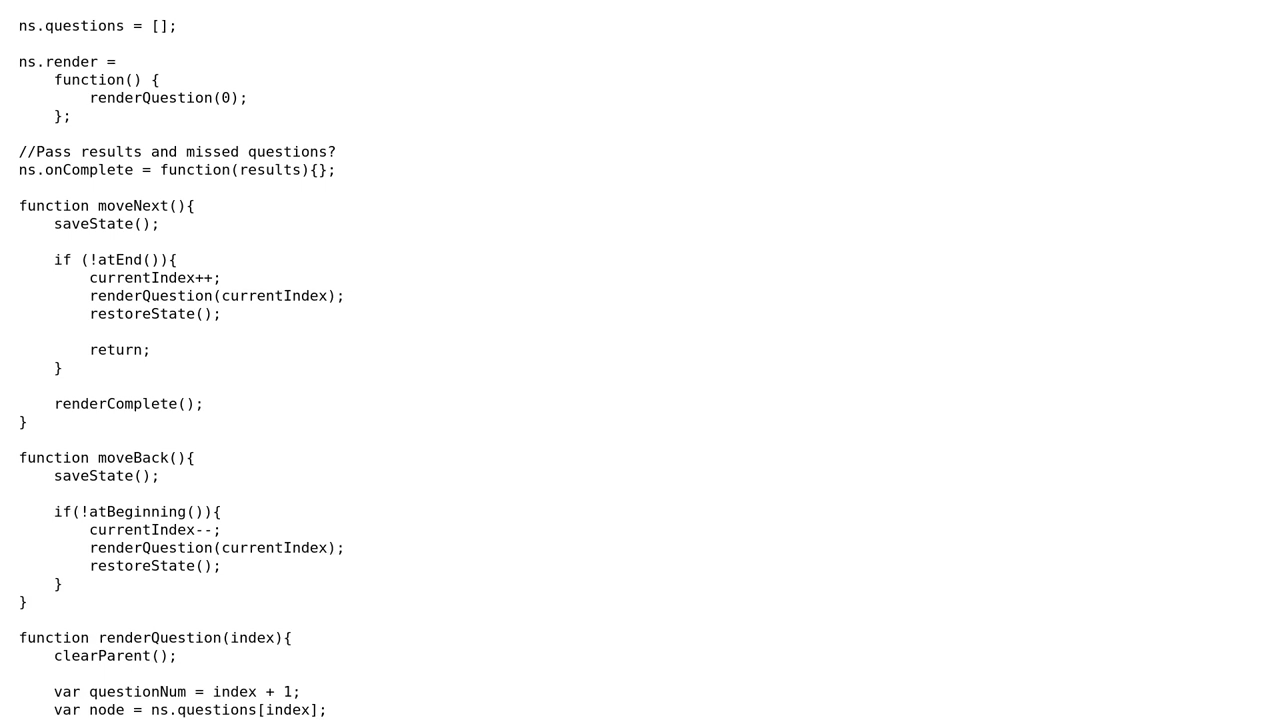 ns.questions = [];

ns.render =
    function() {
        renderQuestion(0);
    };

//Pass results and missed questions?
ns.onComplete = function(results){};

function moveNext(){
    saveState();

    if (!atEnd()){
        currentIndex++;
        renderQuestion(currentIndex);
        restoreState();

        return;
    }

    renderComplete();
}

function moveBack(){
    saveState();

    if(!atBeginning()){
        currentIndex--;
        renderQuestion(currentIndex);
        restoreState();
    }
}

function renderQuestion(index){
    clearParent();

    var questionNum = index + 1;
    var node = ns.questions[index];